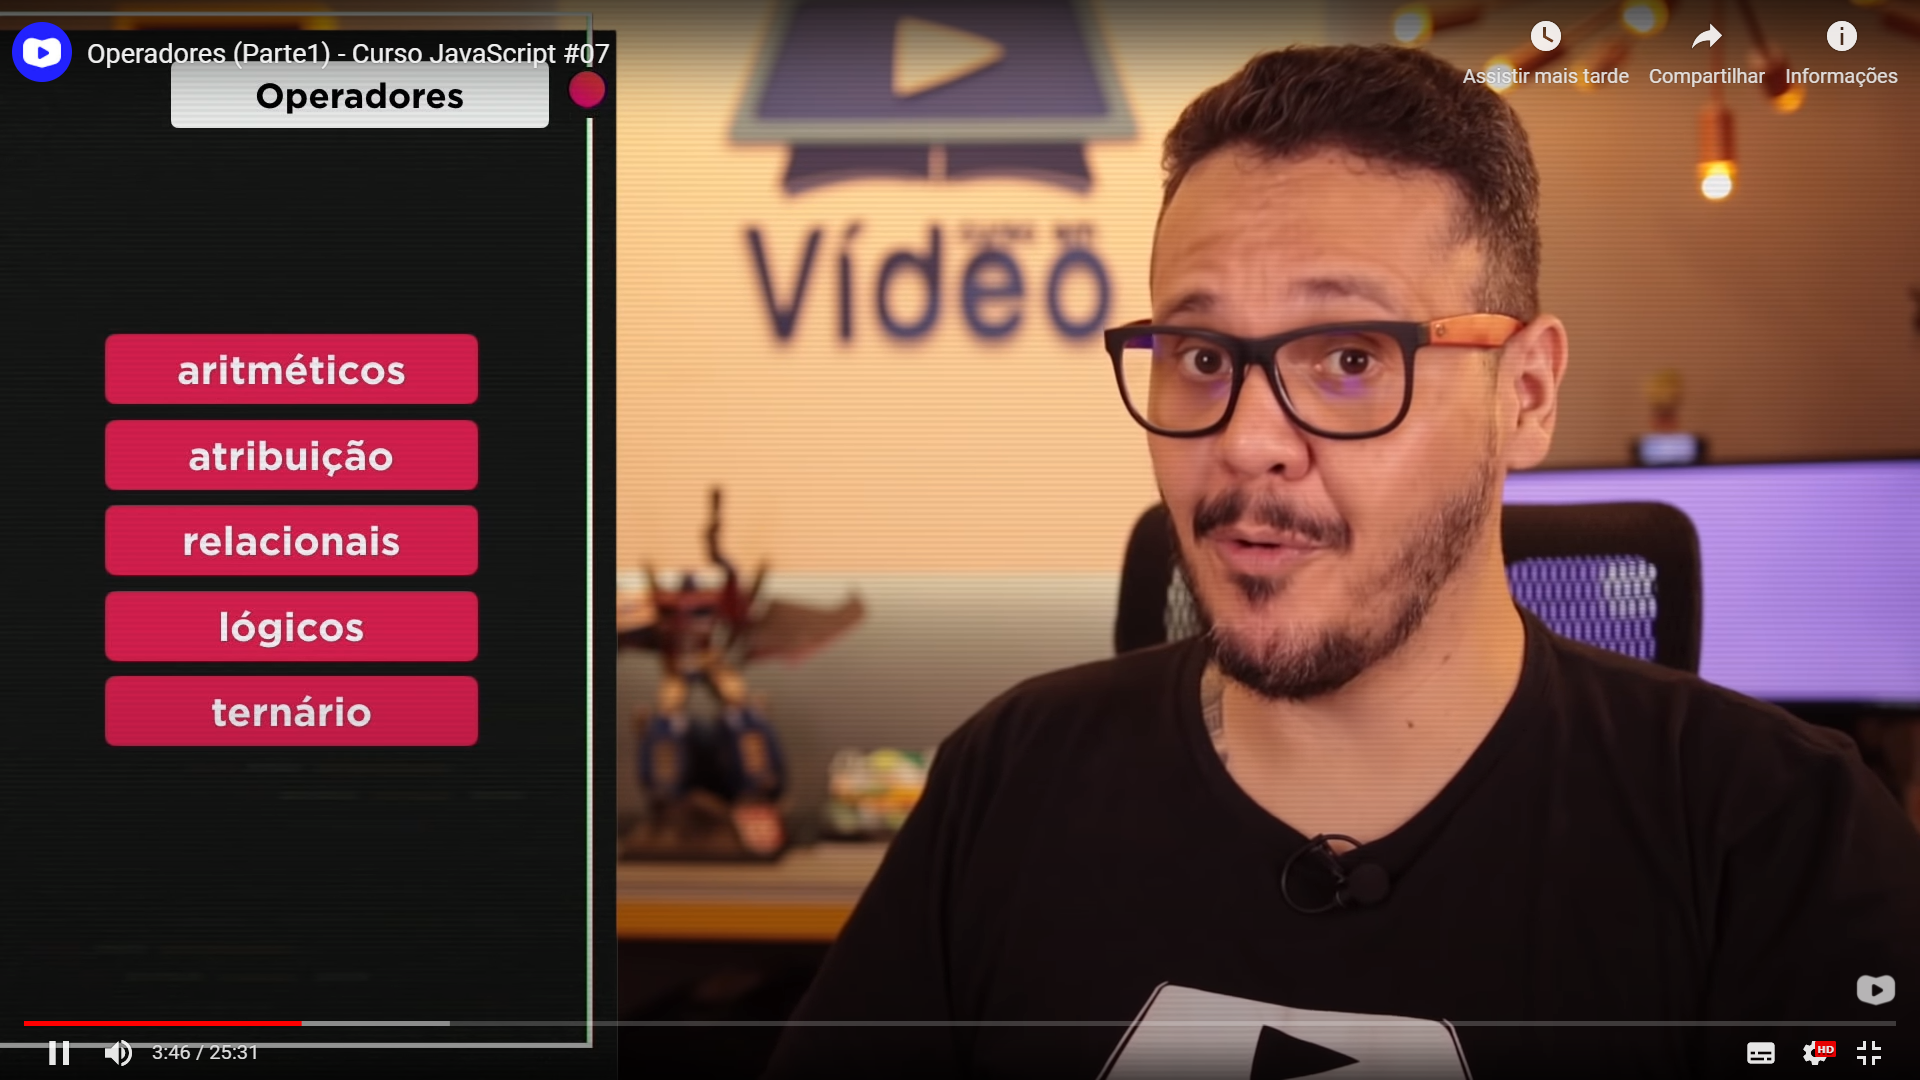 Operadores (Parte1) - Curso JavaScript #07
Assistir mais tarde
Compartilhar
Informações
Operadores
Vídeo
aritméticos
atribuição
relacionais
lógicos
ternário
3:46 / 25:31
HD